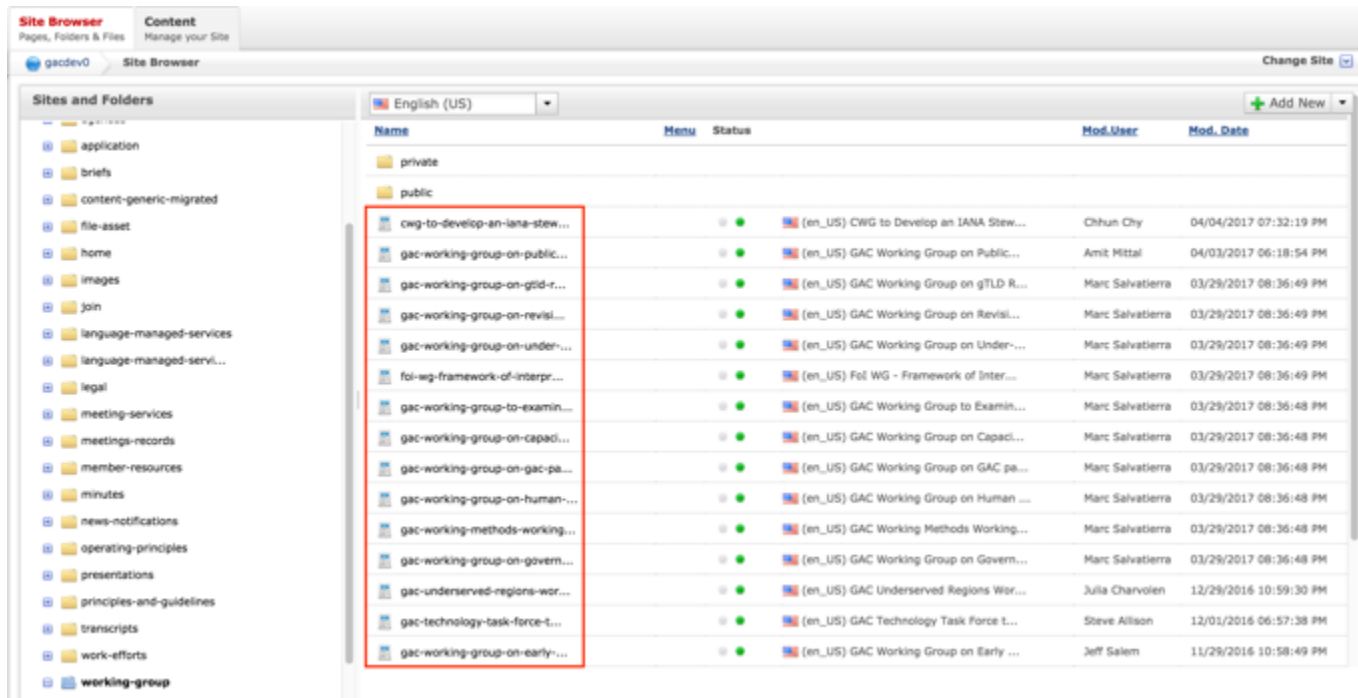 Site Browser
Pages, Folders & Files
Content
Manage your Site
gacdev0
Site Browser
Change Site
Sites and Folders
application
briefs
content-generic-migrated
file-asset
home
images
join
language-managed-services
language-managed-servi...
legal
meeting-services
meetings-records
member-resources
minutes
news-notifications
operating-principles
presentations
principles-and-guidelines
transcripts
work-efforts
working-group
English (US)
Add New
Name Menu Status Mod.User Mod. Date
private
public
cwg-to-develop-an-iana-stew... (en_US) CWG to Develop an IANA Stew... Chhun Chy 04/04/2017 07:32:19 PM
gac-working-group-on-public... (en_US) GAC Working Group on Public... Amit Mittal 04/03/2017 06:18:54 PM
gac-working-group-on-gtld-r... (en_US) GAC Working Group on gTLD R... Marc Salvatierra 03/29/2017 08:36:49 PM
gac-working-group-on-revisi... (en_US) GAC Working Group on Revisi... Marc Salvatierra 03/29/2017 08:36:49 PM
gac-working-group-on-under-... (en_US) GAC Working Group on Under-... Marc Salvatierra 03/29/2017 08:36:49 PM
foi-wg-framework-of-interpr... (en_US) FoI WG - Framework of Inter... Marc Salvatierra 03/29/2017 08:36:49 PM
gac-working-group-to-examin... (en_US) GAC Working Group to Examin... Marc Salvatierra 03/29/2017 08:36:48 PM
gac-working-group-on-capaci... (en_US) GAC Working Group on Capaci... Marc Salvatierra 03/29/2017 08:36:48 PM
gac-working-group-on-gac-pa... (en_US) GAC Working Group on GAC pa... Marc Salvatierra 03/29/2017 08:36:48 PM
gac-working-group-on-human-... (en_US) GAC Working Group on Human ... Marc Salvatierra 03/29/2017 08:36:48 PM
gac-working-methods-working... (en_US) GAC Working Methods Working... Marc Salvatierra 03/29/2017 08:36:48 PM
gac-working-group-on-govern... (en_US) GAC Working Group on Govern... Marc Salvatierra 03/29/2017 08:36:48 PM
gac-underserved-regions-wor... (en_US) GAC Underserved Regions Wor... Julia Charvolen 12/29/2016 10:59:30 PM
gac-technology-task-force-t... (en_US) GAC Technology Task Force t... Steve Allison 12/01/2016 06:57:38 PM
gac-working-group-on-early-... (en_US) GAC Working Group on Early ... Jeff Salem 11/29/2016 10:58:49 PM